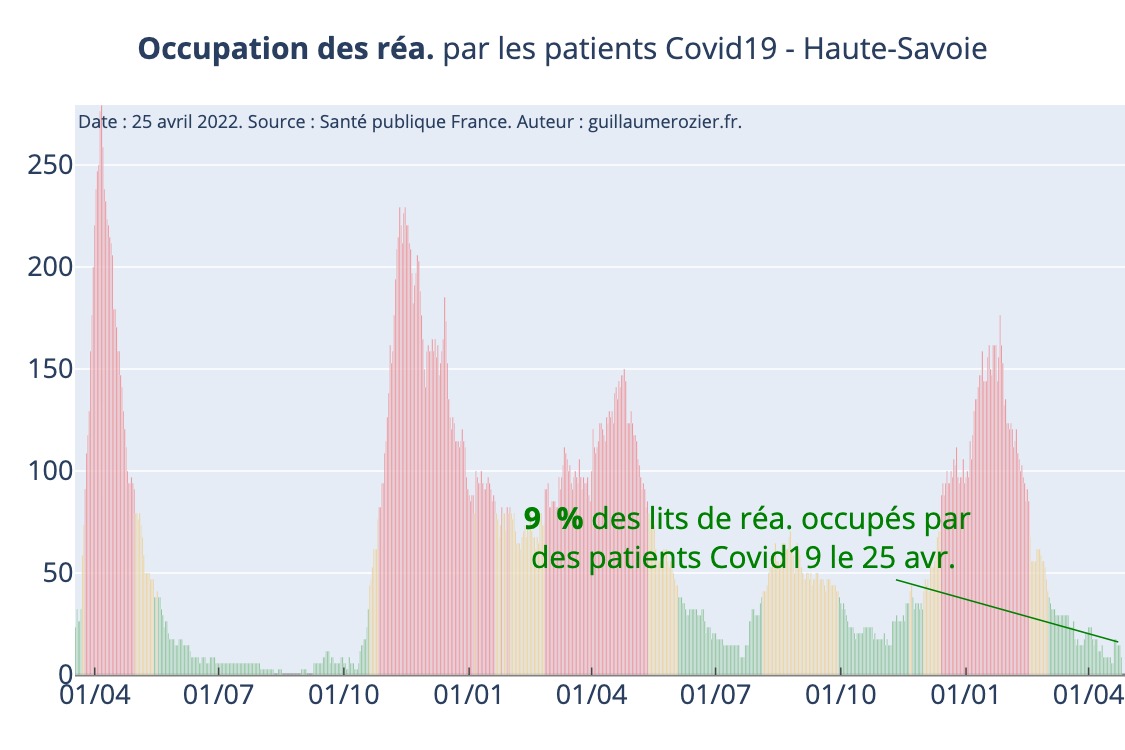 Occupation des réa. par les patients Covid19 - Haute-Savoie
Date : 25 avril 2022. Source : Santé publique France. Auteur : guillaumerozier.fr.
250
200
150
100
9 % des lits de réa. occupés par
des patients Covid19 le 25 avr.
50
0
01/04 01/07 01/10 01/01 01/04 01/07 01/10 01/01 01/04